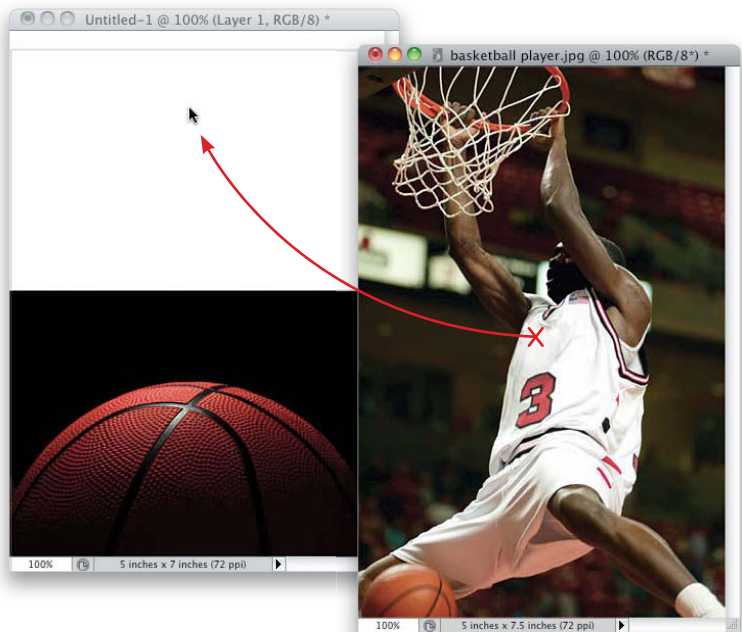 Untitled-1 @ 100% (Layer 1, RGB/8) *
basketball player.jpg @ 100% (RGB/8*) *
3
100%
5 inches x 7 inches (72 ppi)
100%
5 inches x 7.5 inches (72 ppi)